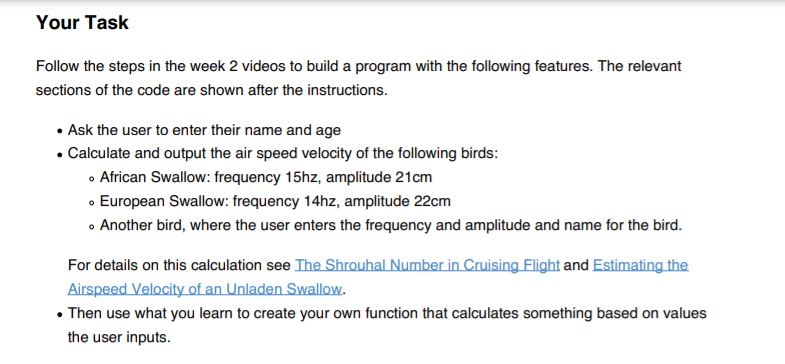 Your Task
Follow the steps in the week 2 videos to build a program with the following features. The relevant
sections of the code are shown after the instructions.
• Ask the user to enter their name and age
• Calculate and output the air speed velocity of the following birds:
◦ African Swallow: frequency 15hz, amplitude 21cm
◦ European Swallow: frequency 14hz, amplitude 22cm
◦ Another bird, where the user enters the frequency and amplitude and name for the bird.
For details on this calculation see The Shrouhal Number in Cruising Flight and Estimating the
Airspeed Velocity of an Unladen Swallow.
• Then use what you learn to create your own function that calculates something based on values
the user inputs.